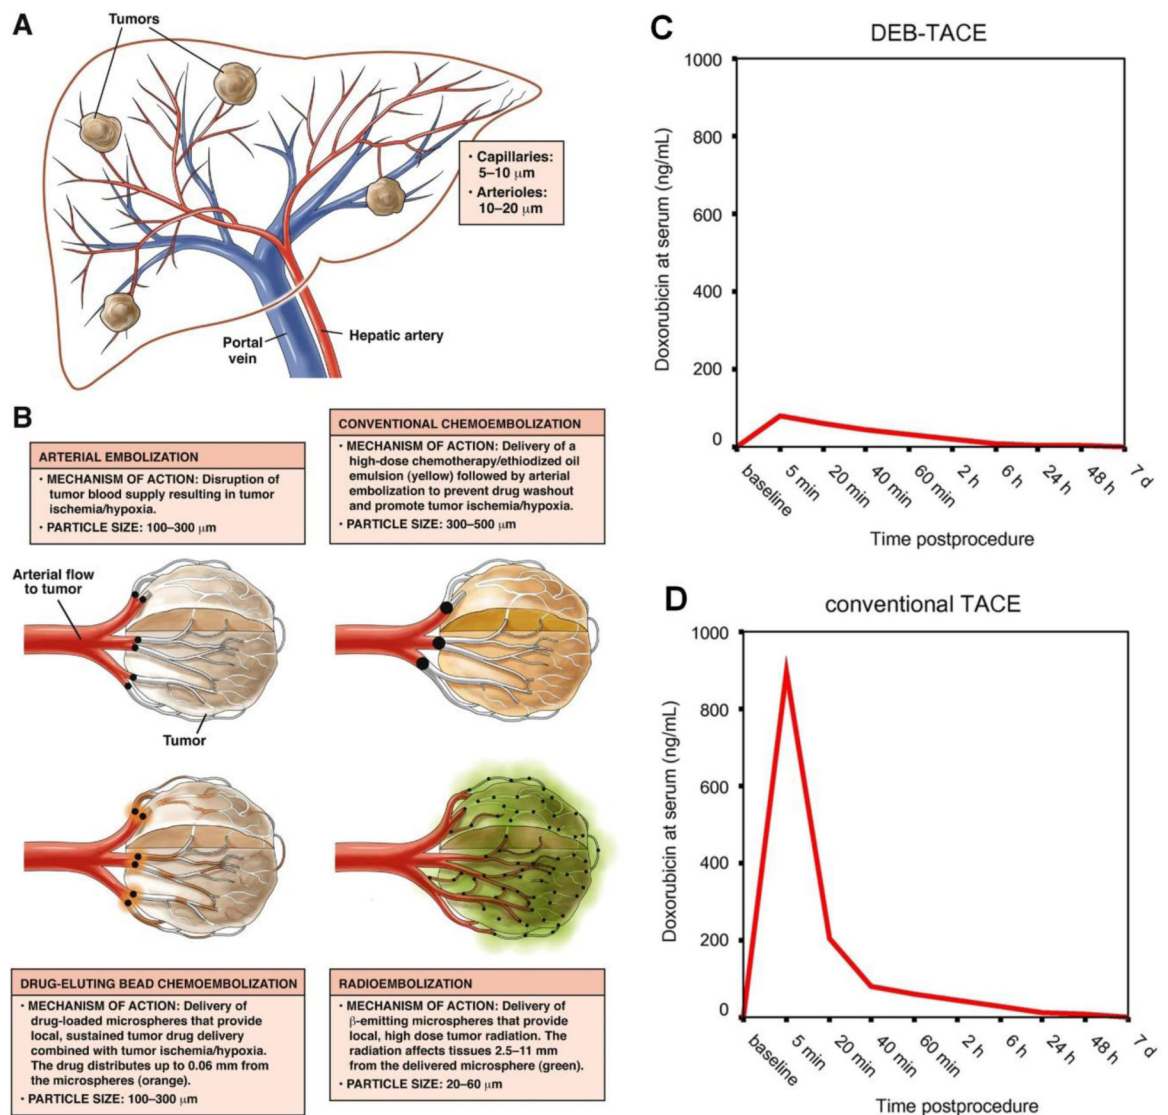 A
Tumors
• Capillaries:
5–10 μm
• Arterioles:
10–20 μm
Portal
vein
Hepatic artery
B
ARTERIAL EMBOLIZATION
• MECHANISM OF ACTION: Disruption of
tumor blood supply resulting in tumor
ischemia/hypoxia.
• PARTICLE SIZE: 100–300 μm
CONVENTIONAL CHEMOEMBOLIZATION
• MECHANISM OF ACTION: Delivery of a
high-dose chemotherapy/ethiodized oil
emulsion (yellow) followed by arterial
embolization to prevent drug washout
and promote tumor ischemia/hypoxia.
• PARTICLE SIZE: 300–500 μm
Arterial flow
to tumor
Tumor
DRUG-ELUTING BEAD CHEMOEMBOLIZATION
• MECHANISM OF ACTION: Delivery of
drug-loaded microspheres that provide
local, sustained tumor drug delivery
combined with tumor ischemia/hypoxia.
The drug distributes up to 0.06 mm from
the microspheres (orange).
• PARTICLE SIZE: 100–300 μm
RADIOEMBOLIZATION
• MECHANISM OF ACTION: Delivery of
β-emitting microspheres that provide
local, high dose tumor radiation. The
radiation affects tissues 2.5–11 mm
from the delivered microsphere (green).
• PARTICLE SIZE: 20–60 μm
C
DEB-TACE
Doxorubicin at serum (ng/mL)
1000
800
600
400
200
0
baseline
5 min
20 min
40 min
60 min
2 h
6 h
24 h
48 h
7 d
Time postprocedure
D
conventional TACE
Doxorubicin at serum (ng/mL)
1000
800
600
400
200
0
baseline
5 min
20 min
40 min
60 min
2 h
6 h
24 h
48 h
7 d
Time postprocedure